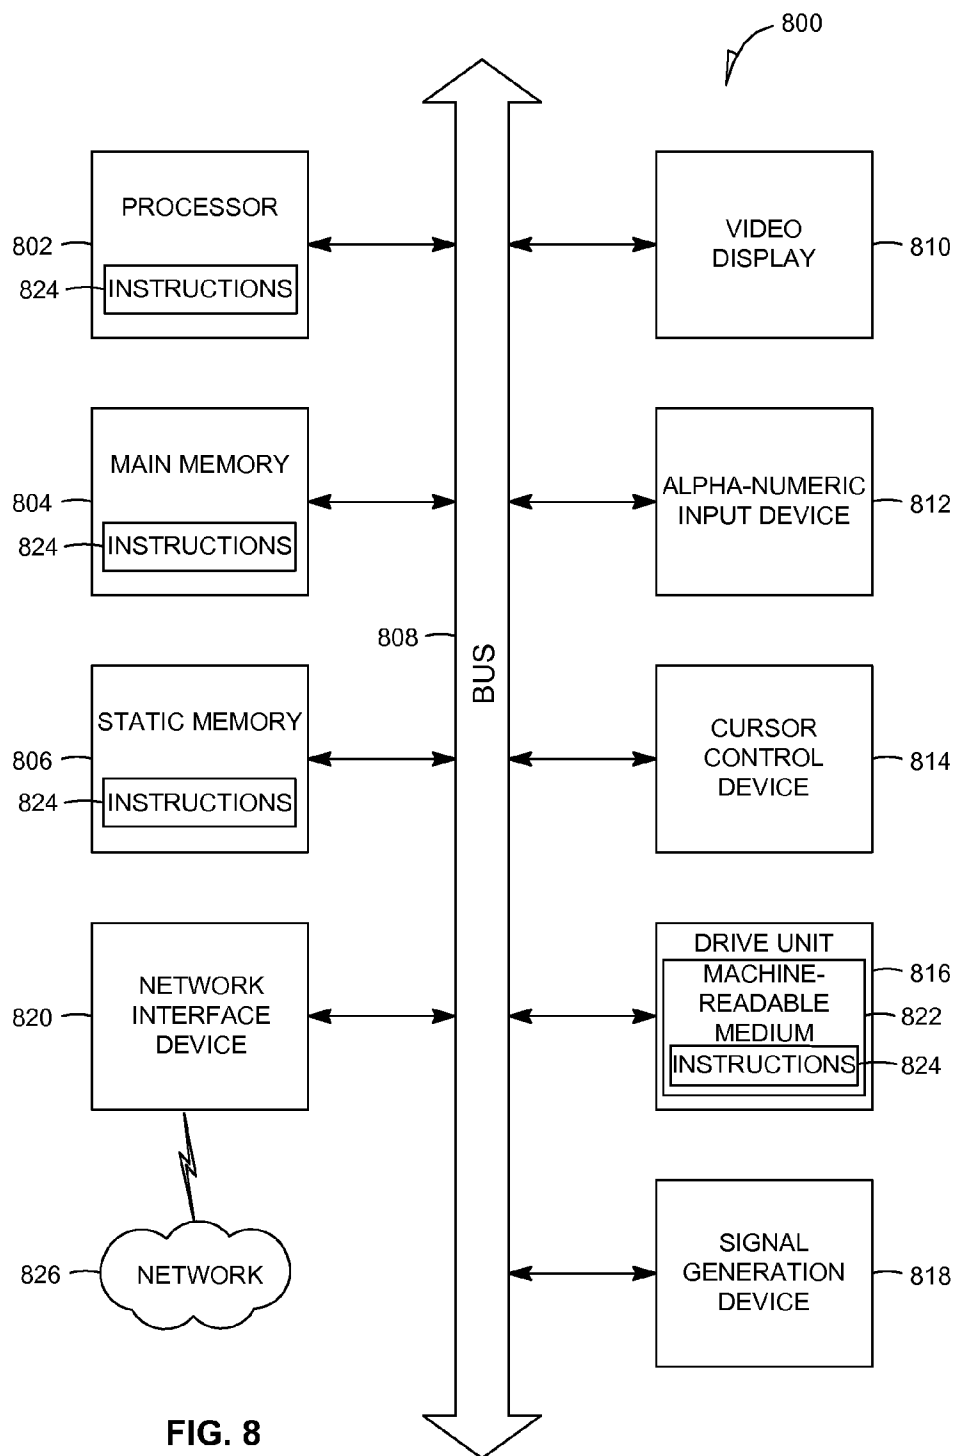 800
PROCESSOR
802
824
INSTRUCTIONS
VIDEO
DISPLAY
810
MAIN MEMORY
804
824
INSTRUCTIONS
ALPHA-NUMERIC
INPUT DEVICE
812
808
BUS
STATIC MEMORY
806
824
INSTRUCTIONS
CURSOR
CONTROL
DEVICE
814
NETWORK
INTERFACE
DEVICE
820
DRIVE UNIT
816
MACHINE-
READABLE
MEDIUM
822
INSTRUCTIONS
824
826
NETWORK
SIGNAL
GENERATION
DEVICE
818
FIG. 8